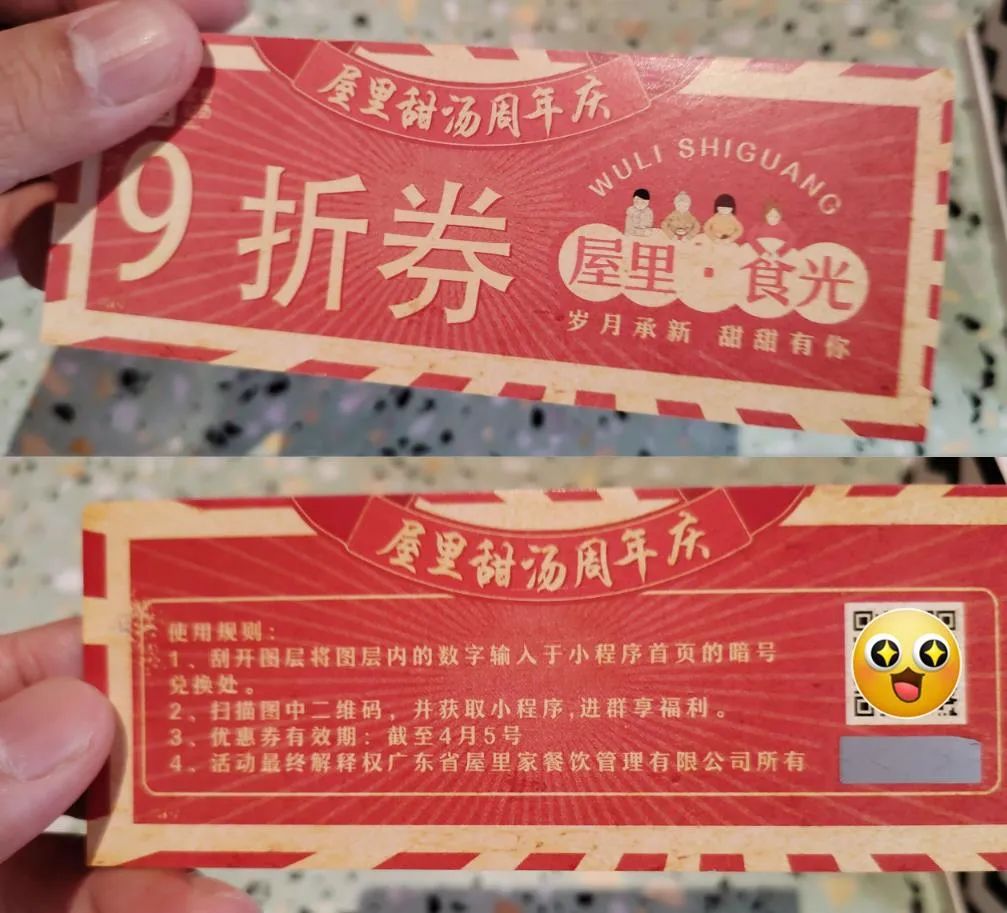 屋里甜汤周年庆
9折券
WULI SHIGUANG
屋里·食光
岁月承新 甜甜有你
屋里甜汤周年庆
使用规则：
1、刮开图层将图层内的数字输入于小程序首页的暗号
兑换处。
2、扫描图中二维码，并获取小程序,进群享福利。
3、优惠券有效期：截至4月5号
4、活动最终解释权广东省屋里家餐饮管理有限公司所有